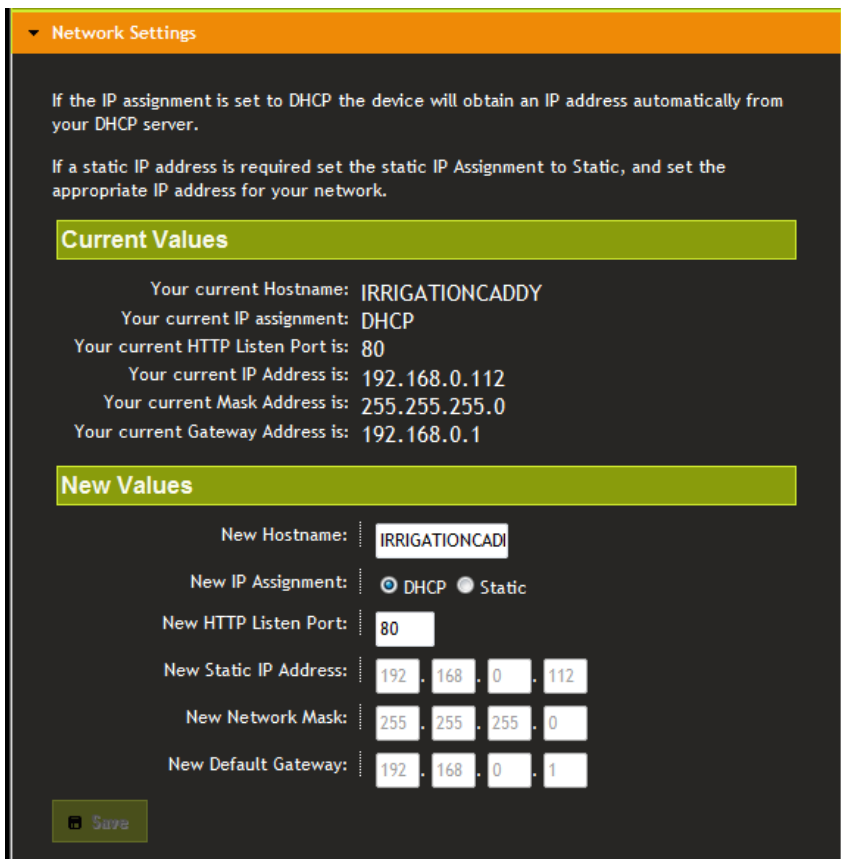 Network Settings
If the IP assignment is set to DHCP the device will obtain an IP address automatically from
your DHCP server.
If a static IP address is required set the static IP Assignment to Static, and set the
appropriate IP address for your network.
Current Values
Your current Hostname: IRRIGATIONCADDY
Your current IP assignment: DHCP
Your current HTTP Listen Port is: 80
Your current IP Address is: 192.168.0.112
Your current Mask Address is: 255.255.255.0
Your current Gateway Address is: 192.168.0.1
New Values
New Hostname: IRRIGATIONCADI
New IP Assignment: DHCP Static
New HTTP Listen Port: 80
New Static IP Address: 192 . 168 . 0 . 112
New Network Mask: 255 . 255 . 255 . 0
New Default Gateway: 192 . 168 . 0 . 1
Save